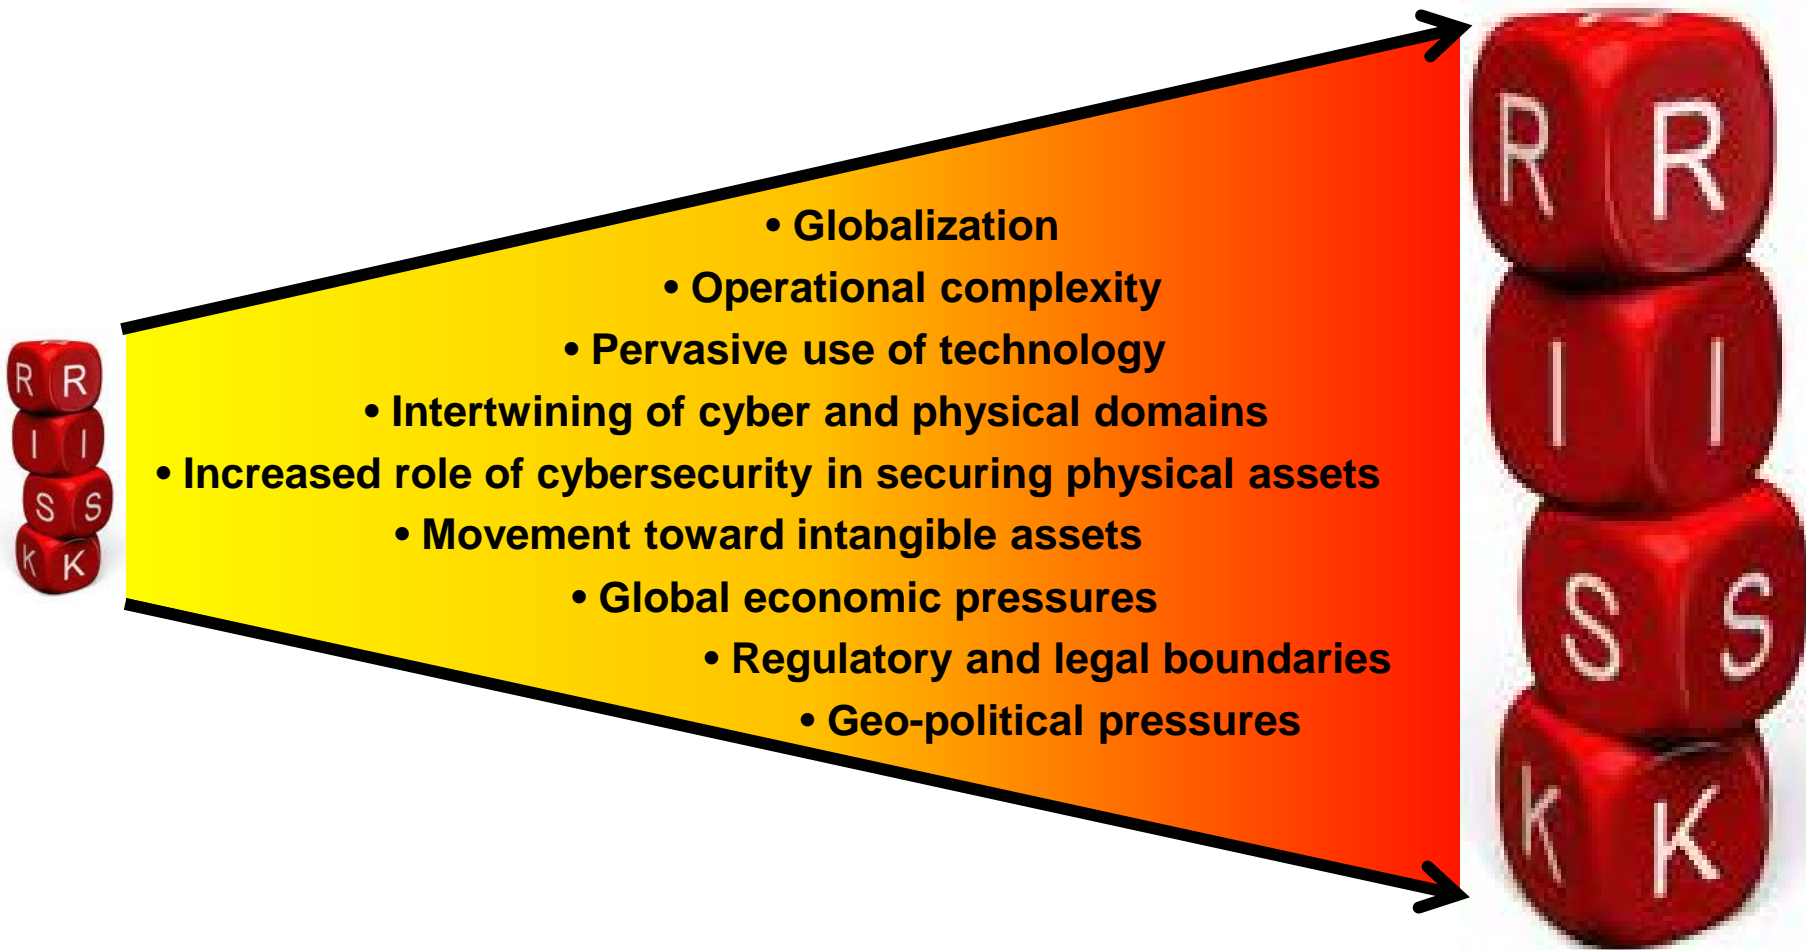 R R
I I
S S
K K
• Globalization
• Operational complexity
• Pervasive use of technology
• Intertwining of cyber and physical domains
• Increased role of cybersecurity in securing physical assets
• Movement toward intangible assets
• Global economic pressures
• Regulatory and legal boundaries
• Geo-political pressures
R R
I I
S S
K K